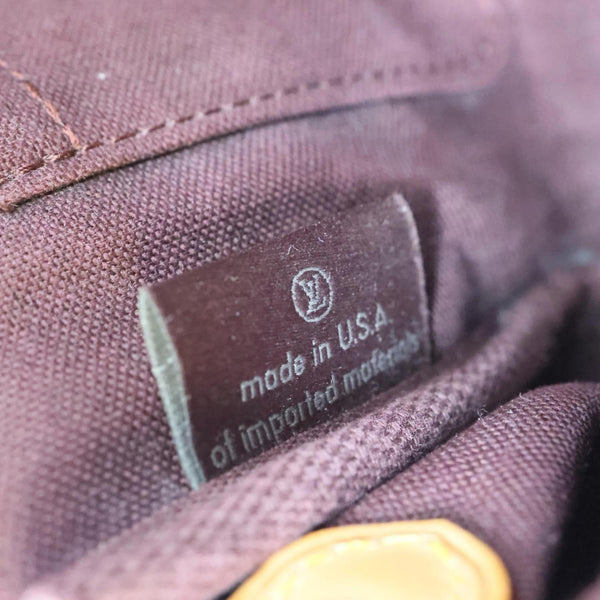 LV
made in U.S.A.
of imported materials